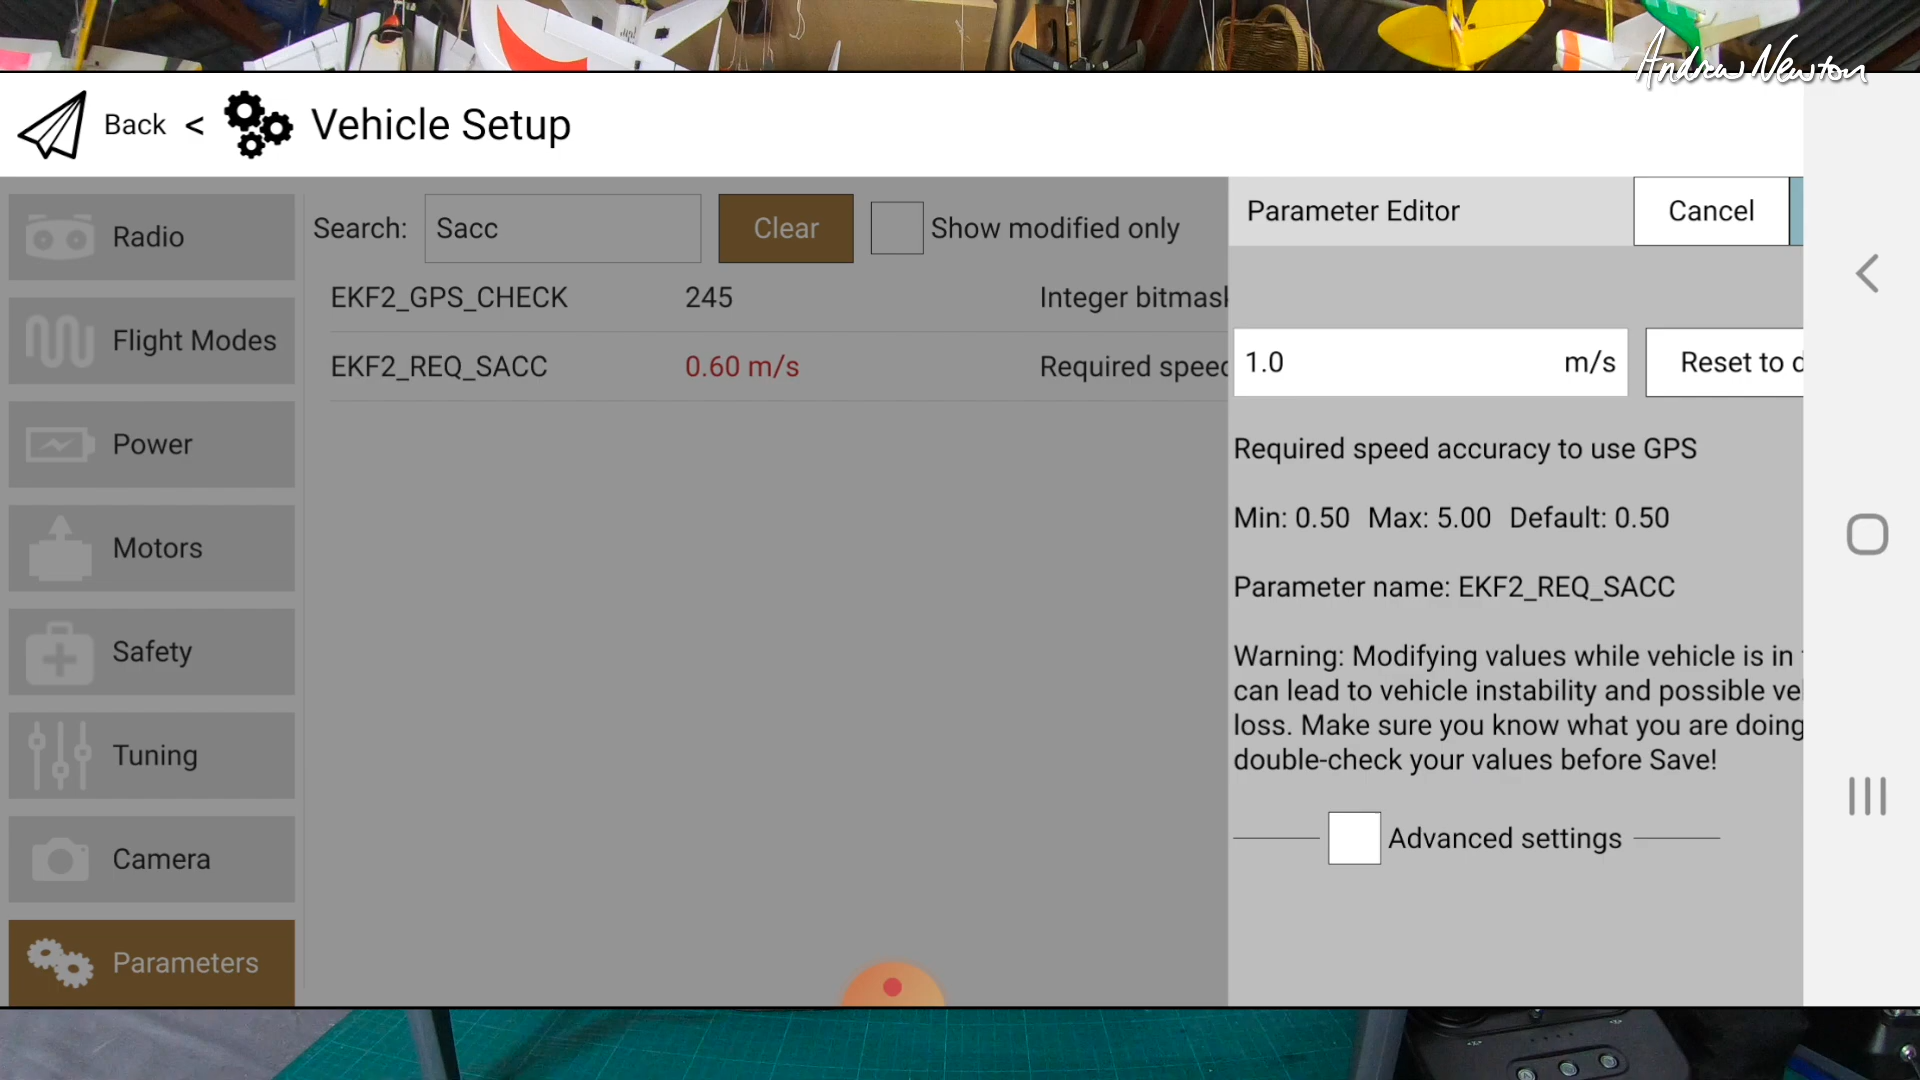 Andrew Newton
Back < Vehicle Setup
Radio
Flight Modes
Power
Motors
Safety
Tuning
Camera
Parameters
Search: Sacc Clear Show modified only
EKF2_GPS_CHECK 245 Integer bitmask
EKF2_REQ_SACC 0.60 m/s Required speed
Parameter Editor Cancel
1.0 m/s Reset to d
Required speed accuracy to use GPS
Min: 0.50 Max: 5.00 Default: 0.50
Parameter name: EKF2_REQ_SACC
Warning: Modifying values while vehicle is in
can lead to vehicle instability and possible ve
loss. Make sure you know what you are doing
double-check your values before Save!
Advanced settings